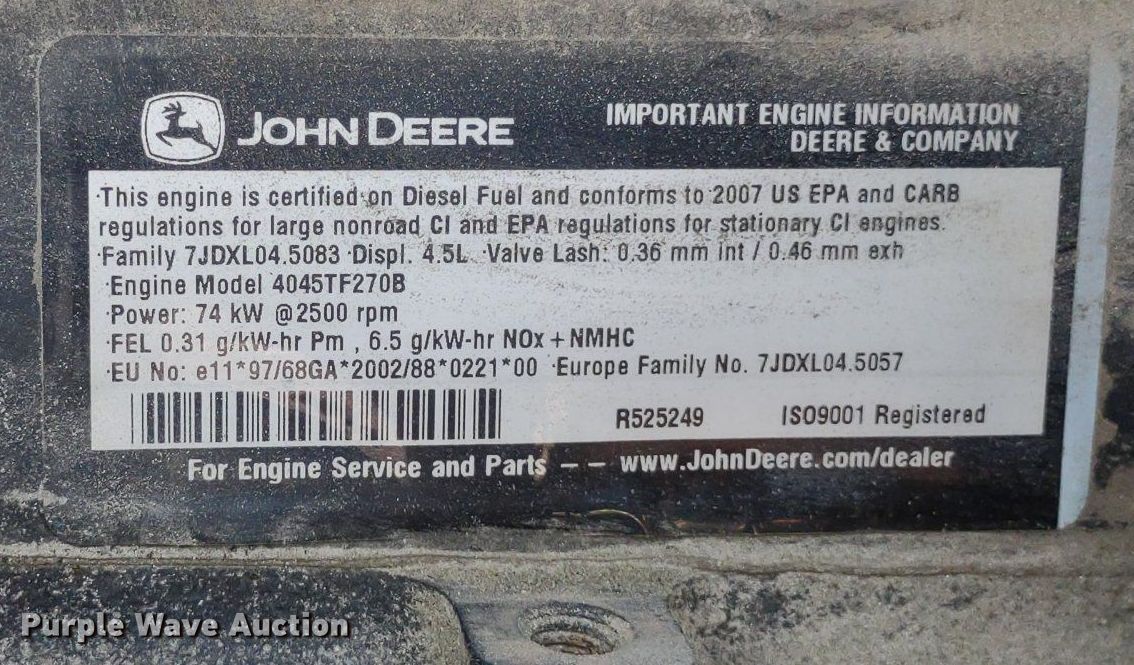 JOHN DEERE
IMPORTANT ENGINE INFORMATION
DEERE & COMPANY
·This engine is certified on Diesel Fuel and conforms to 2007 US EPA and CARB
regulations for large nonroad CI and EPA regulations for stationary CI engines.
·Family 7JDXL04.5083 ·Displ. 4.5L ·Valve Lash: 0.36 mm int / 0.46 mm exh
·Engine Model 4045TF270B
·Power: 74 kW @2500 rpm
·FEL 0.31 g/kW-hr Pm , 6.5 g/kW-hr NOx + NMHC
·EU No: e11*97/68GA*2002/88*0221*00 ·Europe Family No. 7JDXL04.5057
R525249 ISO9001 Registered
For Engine Service and Parts – – www.JohnDeere.com/dealer
Purple Wave Auction